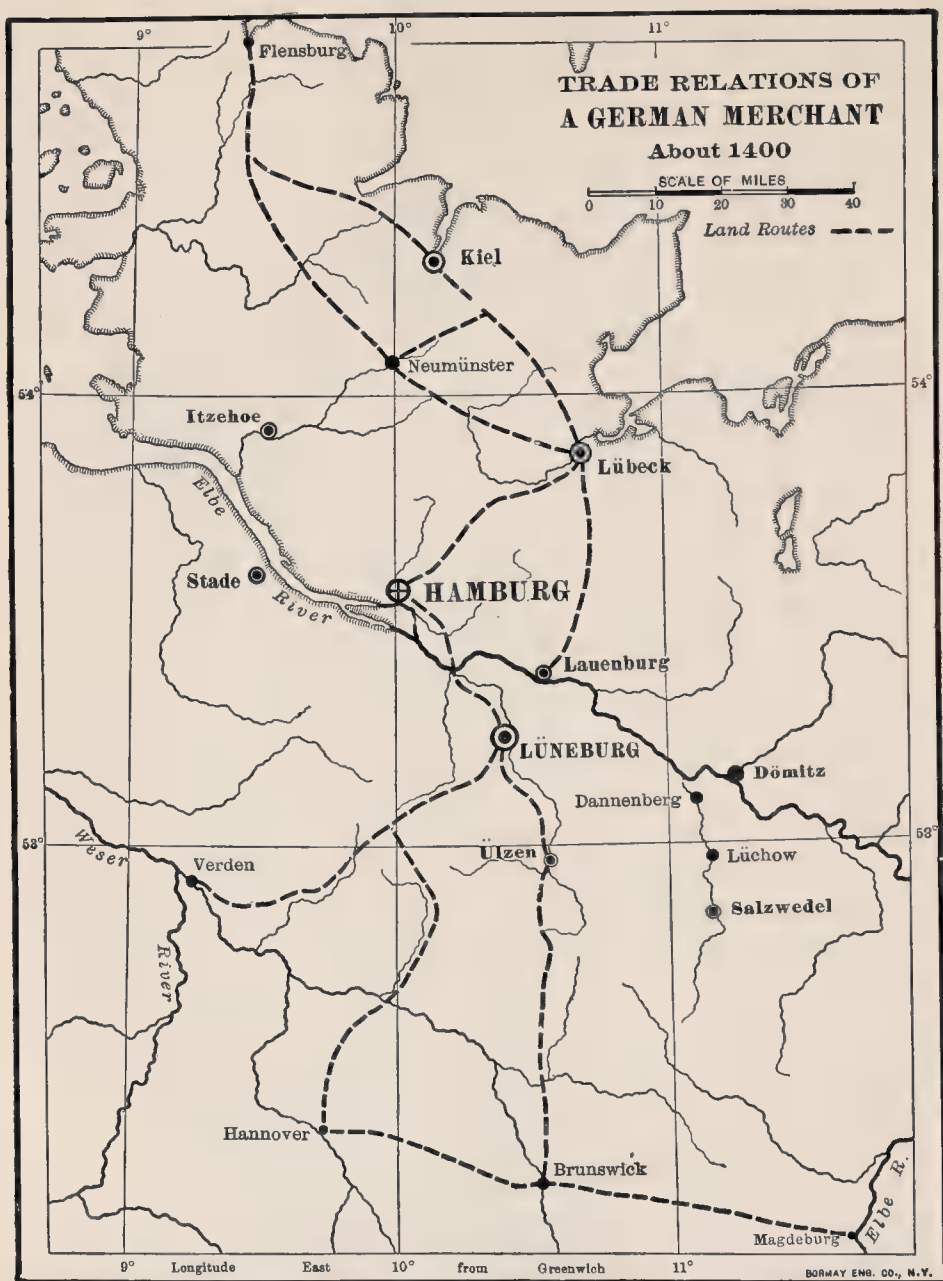 9°
10°
11°
Flensburg
TRADE RELATIONS OF
A GERMAN MERCHANT
About 1400
SCALE OF MILES
0 10 20 30 40
Land Routes
Kiel
Neumünster
54°
54°
Itzehoe
Lübeck
Elbe
River
Stade
HAMBURG
Lauenburg
LÜNEBURG
Dömitz
Dannenberg
53°
53°
Weser
River
Verden
Ülzen
Lüchow
Salzwedel
Hannover
Brunswick
Magdeburg
Elbe R.
9° Longitude East 10° from Greenwich 11°
BORMAY ENG. CO., N.Y.